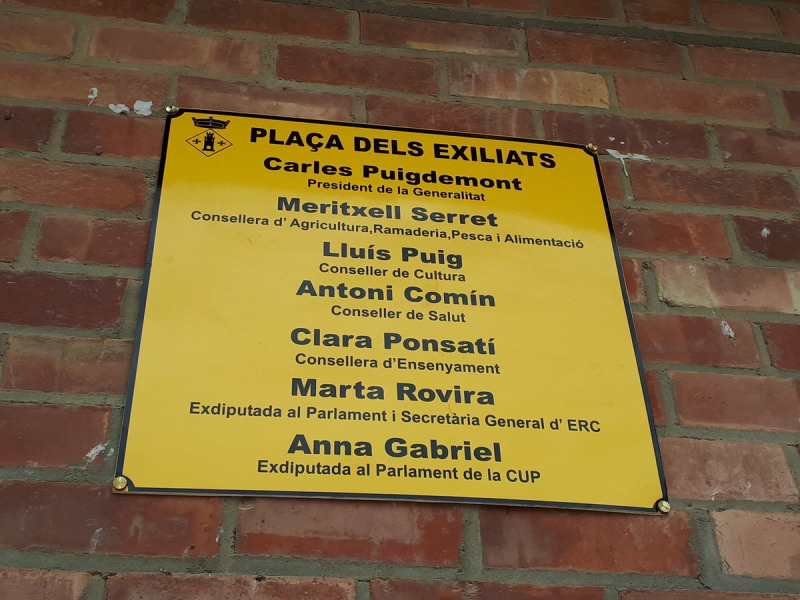 PLAÇA DELS EXILIATS
Carles Puigdemont
President de la Generalitat
Meritxell Serret
Consellera d' Agricultura,Ramaderia,Pesca i Alimentació
Lluís Puig
Conseller de Cultura
Antoni Comín
Conseller de Salut
Clara Ponsatí
Consellera d'Ensenyament
Marta Rovira
Exdiputada al Parlament i Secretària General d' ERC
Anna Gabriel
Exdiputada al Parlament de la CUP